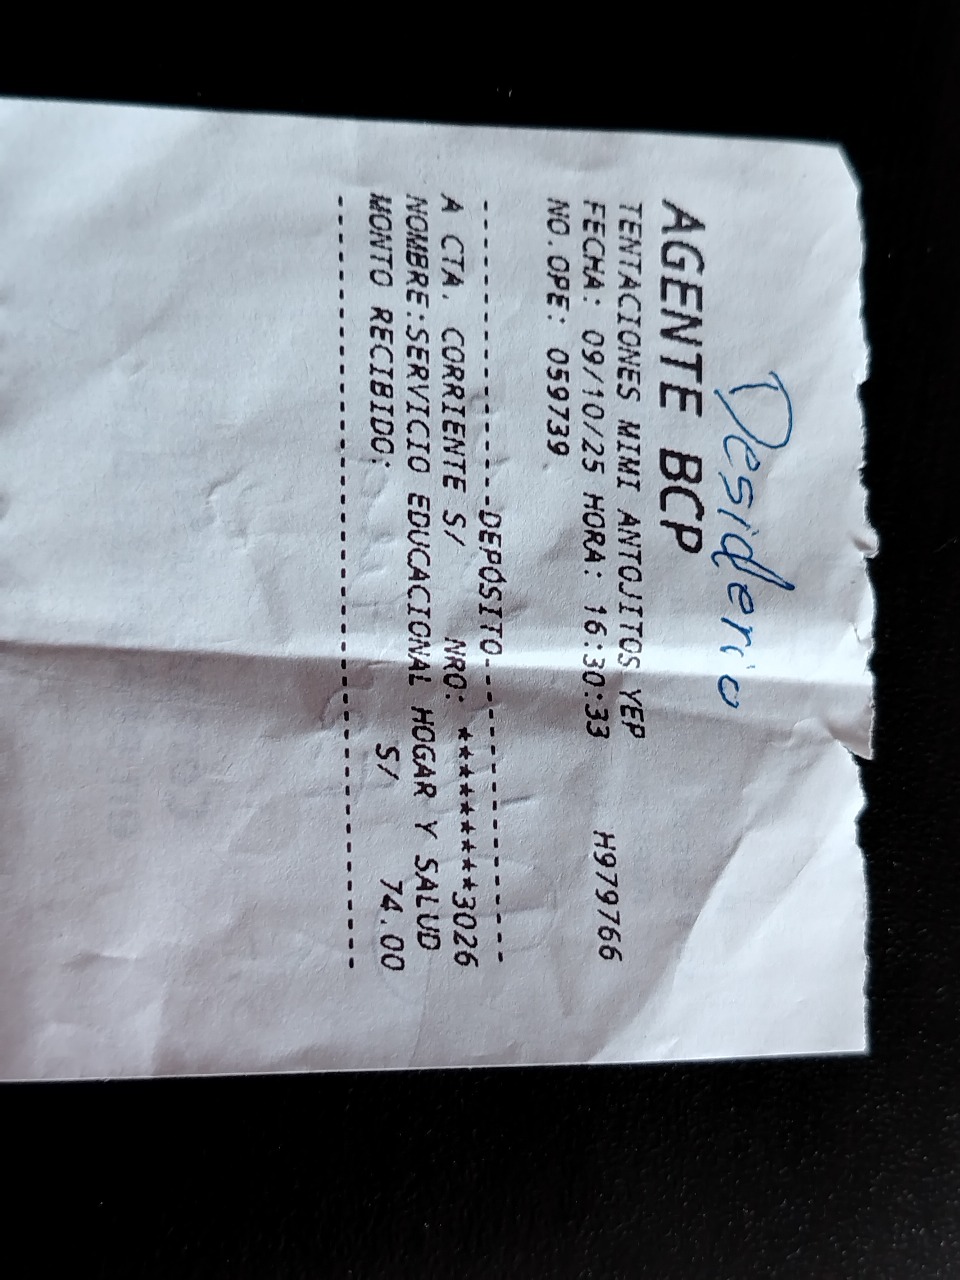 Desiderio
AGENTE BCP
TENTACIONES MIMI ANTOJITOS YEP
FECHA: 09/10/25 HORA: 16:30:33 H979766
NO.OPE: 059739
--------------------DEPOSITO--------------------
A CTA. CORRIENTE S/ NRO: *********3026
NOMBRE:SERVICIO EDUCACIONAL HOGAR Y SALUD
MONTO RECIBIDO: S/ 74.00
------------------------------------------------